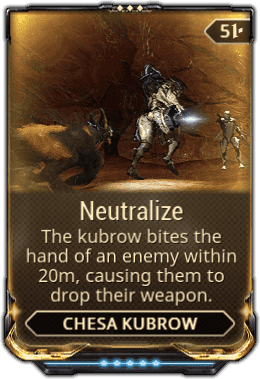 51
Neutralize
The kubrow bites the
hand of an enemy within
20m, causing them to
drop their weapon.
CHESA KUBROW